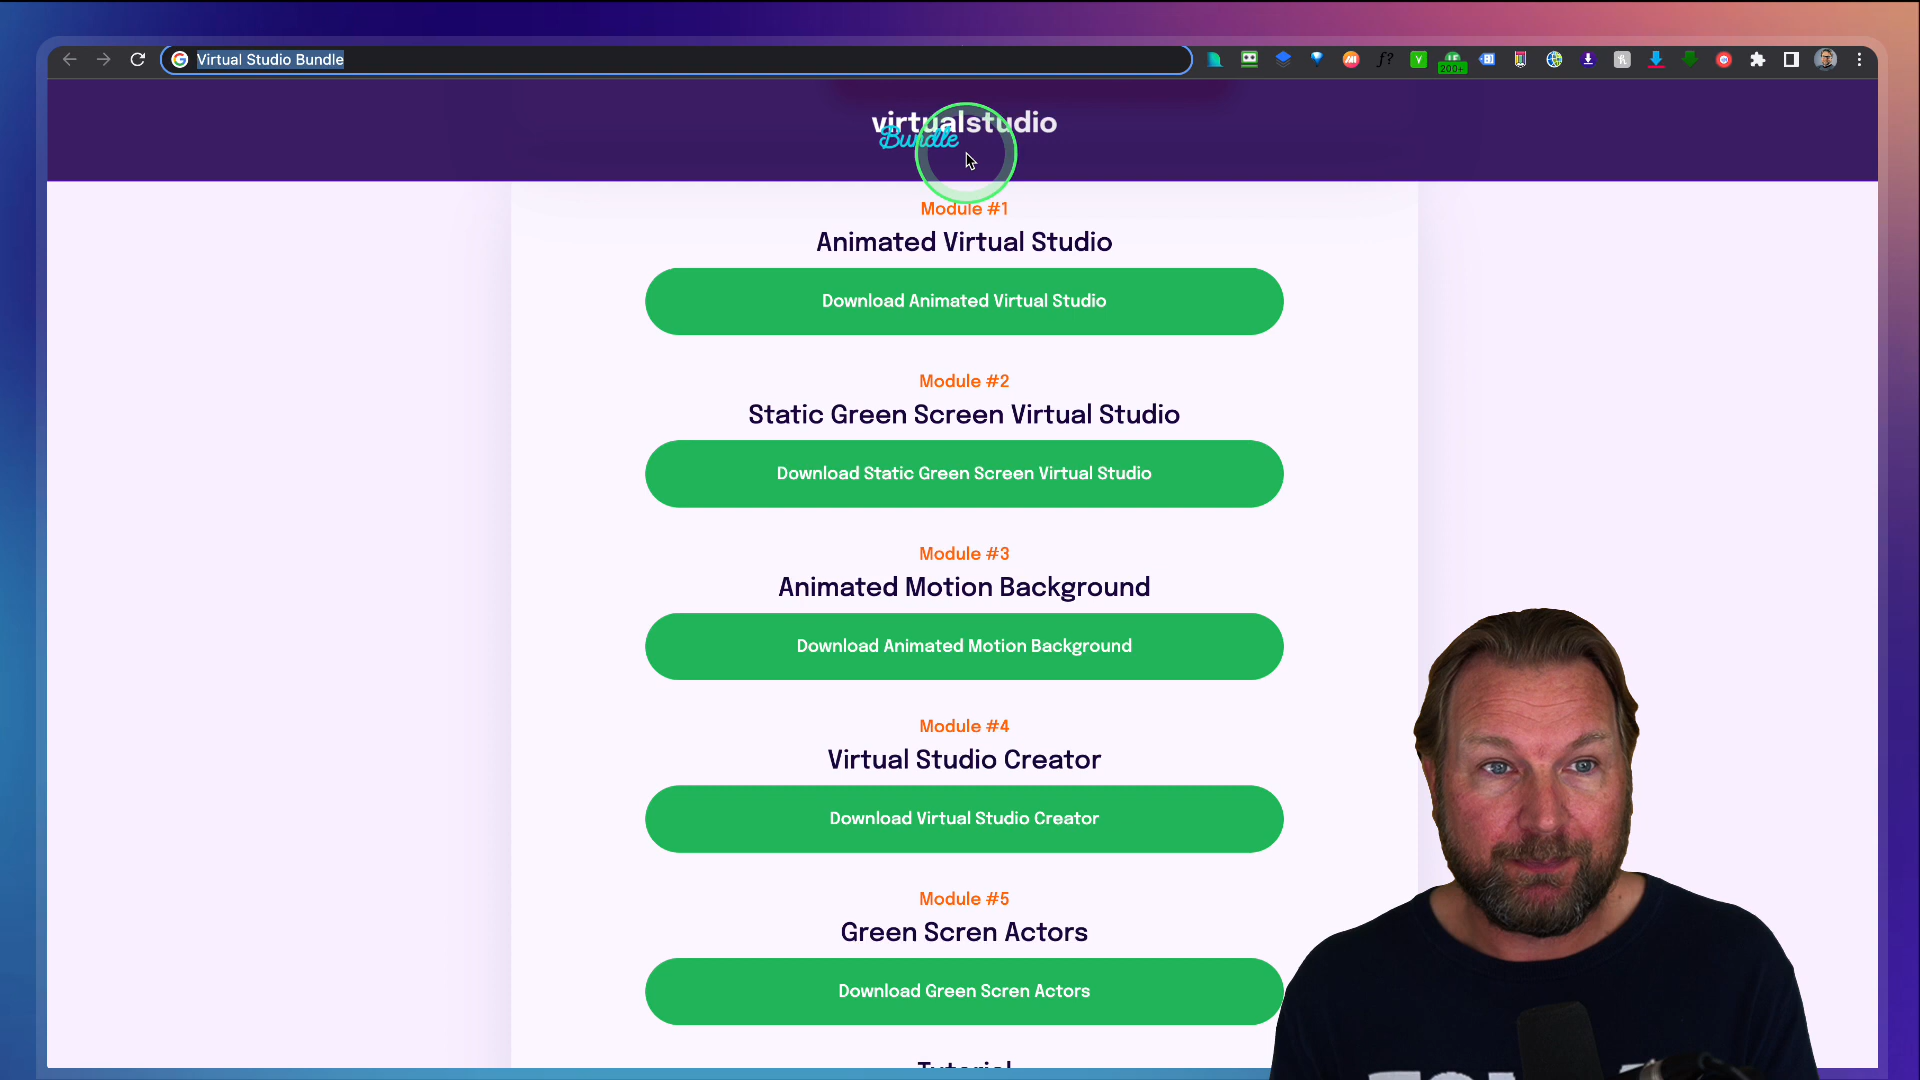 Virtual Studio Bundle
200+
virtualstudio
Bundle
Module #1
Animated Virtual Studio
Download Animated Virtual Studio
Module #2
Static Green Screen Virtual Studio
Download Static Green Screen Virtual Studio
Module #3
Animated Motion Background
Download Animated Motion Background
Module #4
Virtual Studio Creator
Download Virtual Studio Creator
Module #5
Green Scren Actors
Download Green Scren Actors
Tutorial